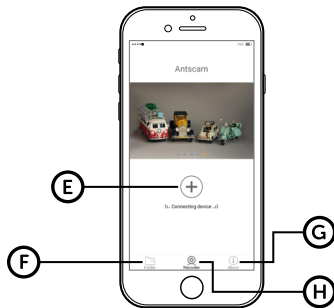 Antscam
E
Connecting device
F
Folder
Recorder
About
G
H